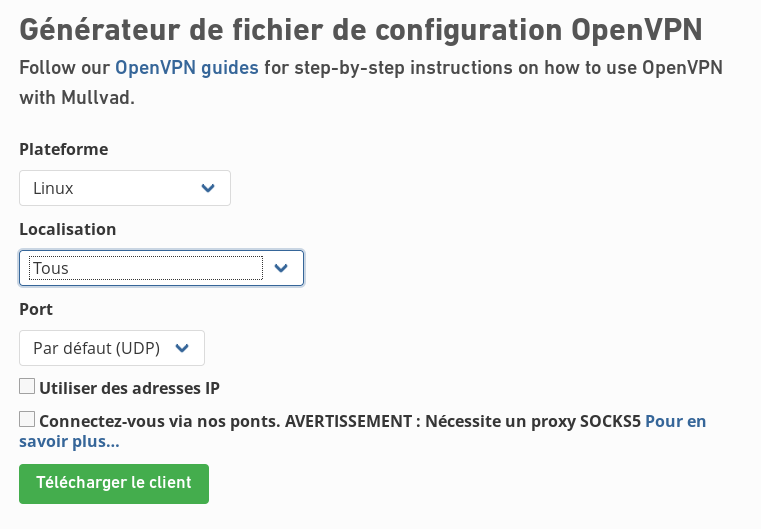 Générateur de fichier de configuration OpenVPN
Follow our OpenVPN guides for step-by-step instructions on how to use OpenVPN
with Mullvad.
Plateforme
Linux
Localisation
Tous
Port
Par défaut (UDP)
Utiliser des adresses IP
Connectez-vous via nos ponts. AVERTISSEMENT : Nécessite un proxy SOCKS5 Pour en
savoir plus...
Télécharger le client